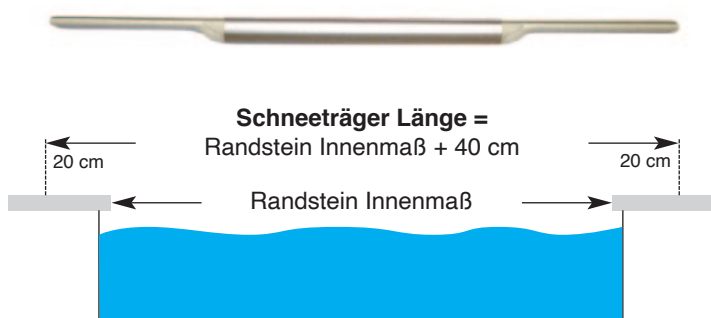 Schneeträger Länge =
Randstein Innenmaß + 40 cm
20 cm
20 cm
Randstein Innenmaß